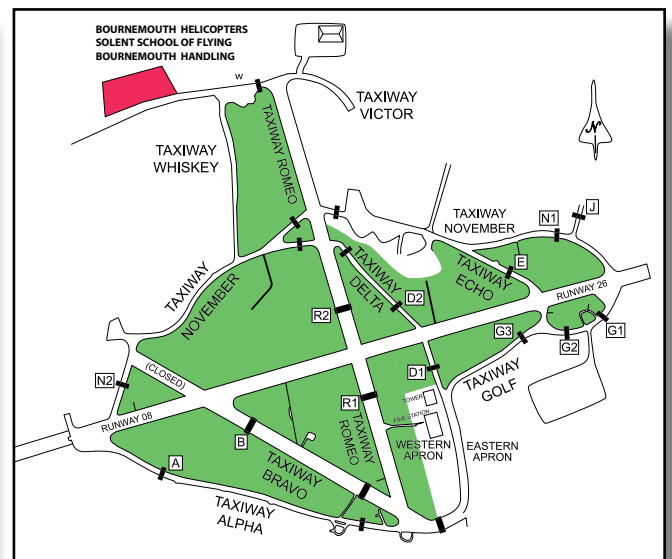 BOURNEMOUTH HELICOPTERS
SOLENT SCHOOL OF FLYING
BOURNEMOUTH HANDLING
W
TAXIWAY
VICTOR
N
TAXIWAY ROMEO
TAXIWAY
WHISKEY
J
N1
TAXIWAY
NOVEMBER
E
TAXIWAY
ECHO
TAXIWAY
NOVEMBER
TAXIWAY
DELTA
D2
RUNWAY 26
R2
G3
G2
G1
D1
TAXIWAY
GOLF
(CLOSED)
N2
RUNWAY 08
R1
TOWER
FIRE STATION
B
TAXIWAY
ROMEO
WESTERN
APRON
EASTERN
APRON
A
TAXIWAY
BRAVO
TAXIWAY
ALPHA